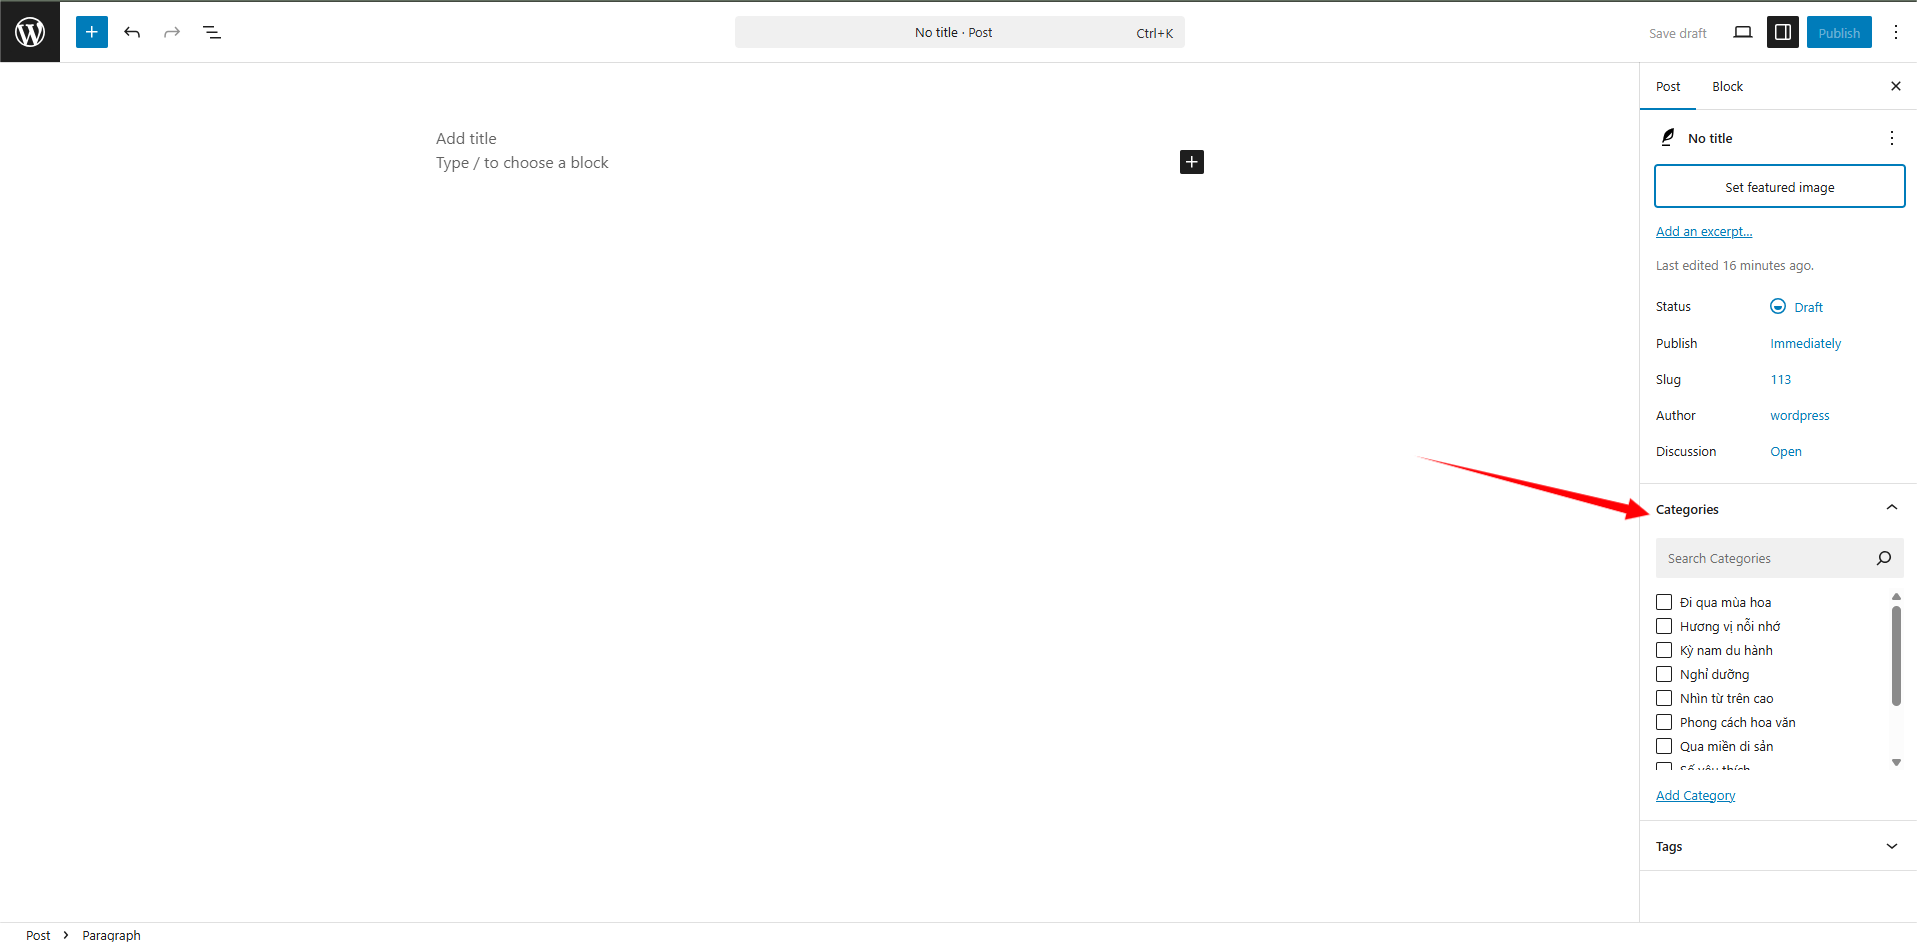 No title · Post Ctrl+K
Save draft
Publish
Post Block
Add title
Type / to choose a block
No title
Set featured image
Add an excerpt...
Last edited 16 minutes ago.
Status Draft
Publish Immediately
Slug 113
Author wordpress
Discussion Open
Categories
Search Categories
Đi qua mùa hoa
Hương vị nỗi nhớ
Kỳ nam du hành
Nghỉ dưỡng
Nhìn từ trên cao
Phong cách hoa văn
Qua miền di sản
Số yêu thích
Add Category
Tags
Post > Paragraph